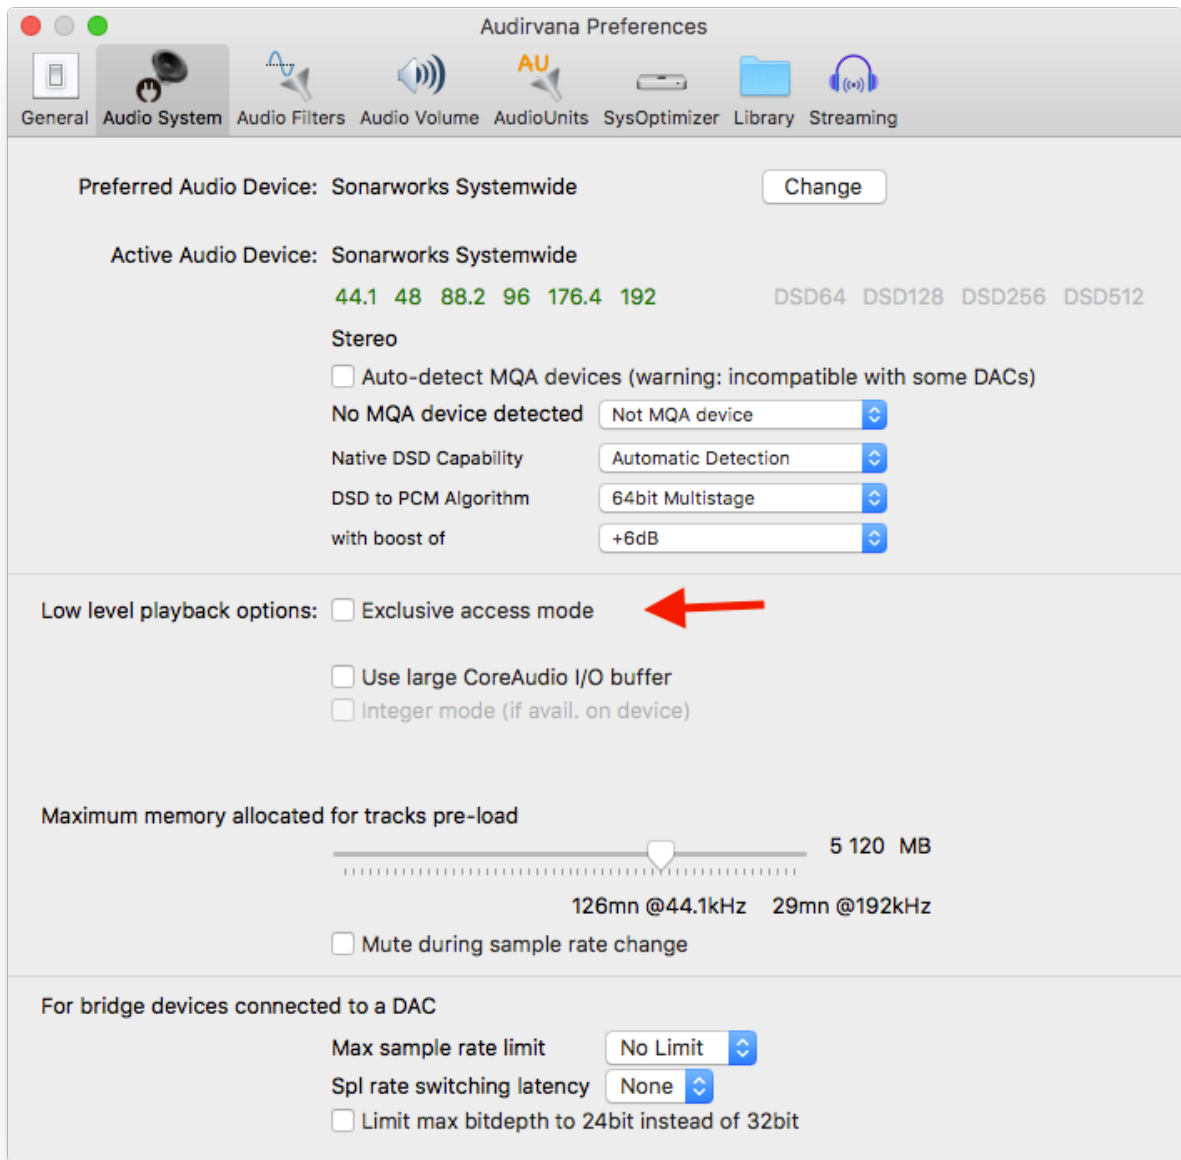 Audirvana Preferences
AU
General Audio System Audio Filters Audio Volume AudioUnits SysOptimizer Library Streaming
Preferred Audio Device: Sonarworks Systemwide Change
Active Audio Device: Sonarworks Systemwide
44.1 48 88.2 96 176.4 192 DSD64 DSD128 DSD256 DSD512
Stereo
Auto-detect MQA devices (warning: incompatible with some DACs)
No MQA device detected Not MQA device
Native DSD Capability Automatic Detection
DSD to PCM Algorithm 64bit Multistage
with boost of +6dB
Low level playback options: Exclusive access mode
Use large CoreAudio I/O buffer
Integer mode (if avail. on device)
Maximum memory allocated for tracks pre-load
5 120 MB
126mn @44.1kHz 29mn @192kHz
Mute during sample rate change
For bridge devices connected to a DAC
Max sample rate limit No Limit
Spl rate switching latency None
Limit max bitdepth to 24bit instead of 32bit